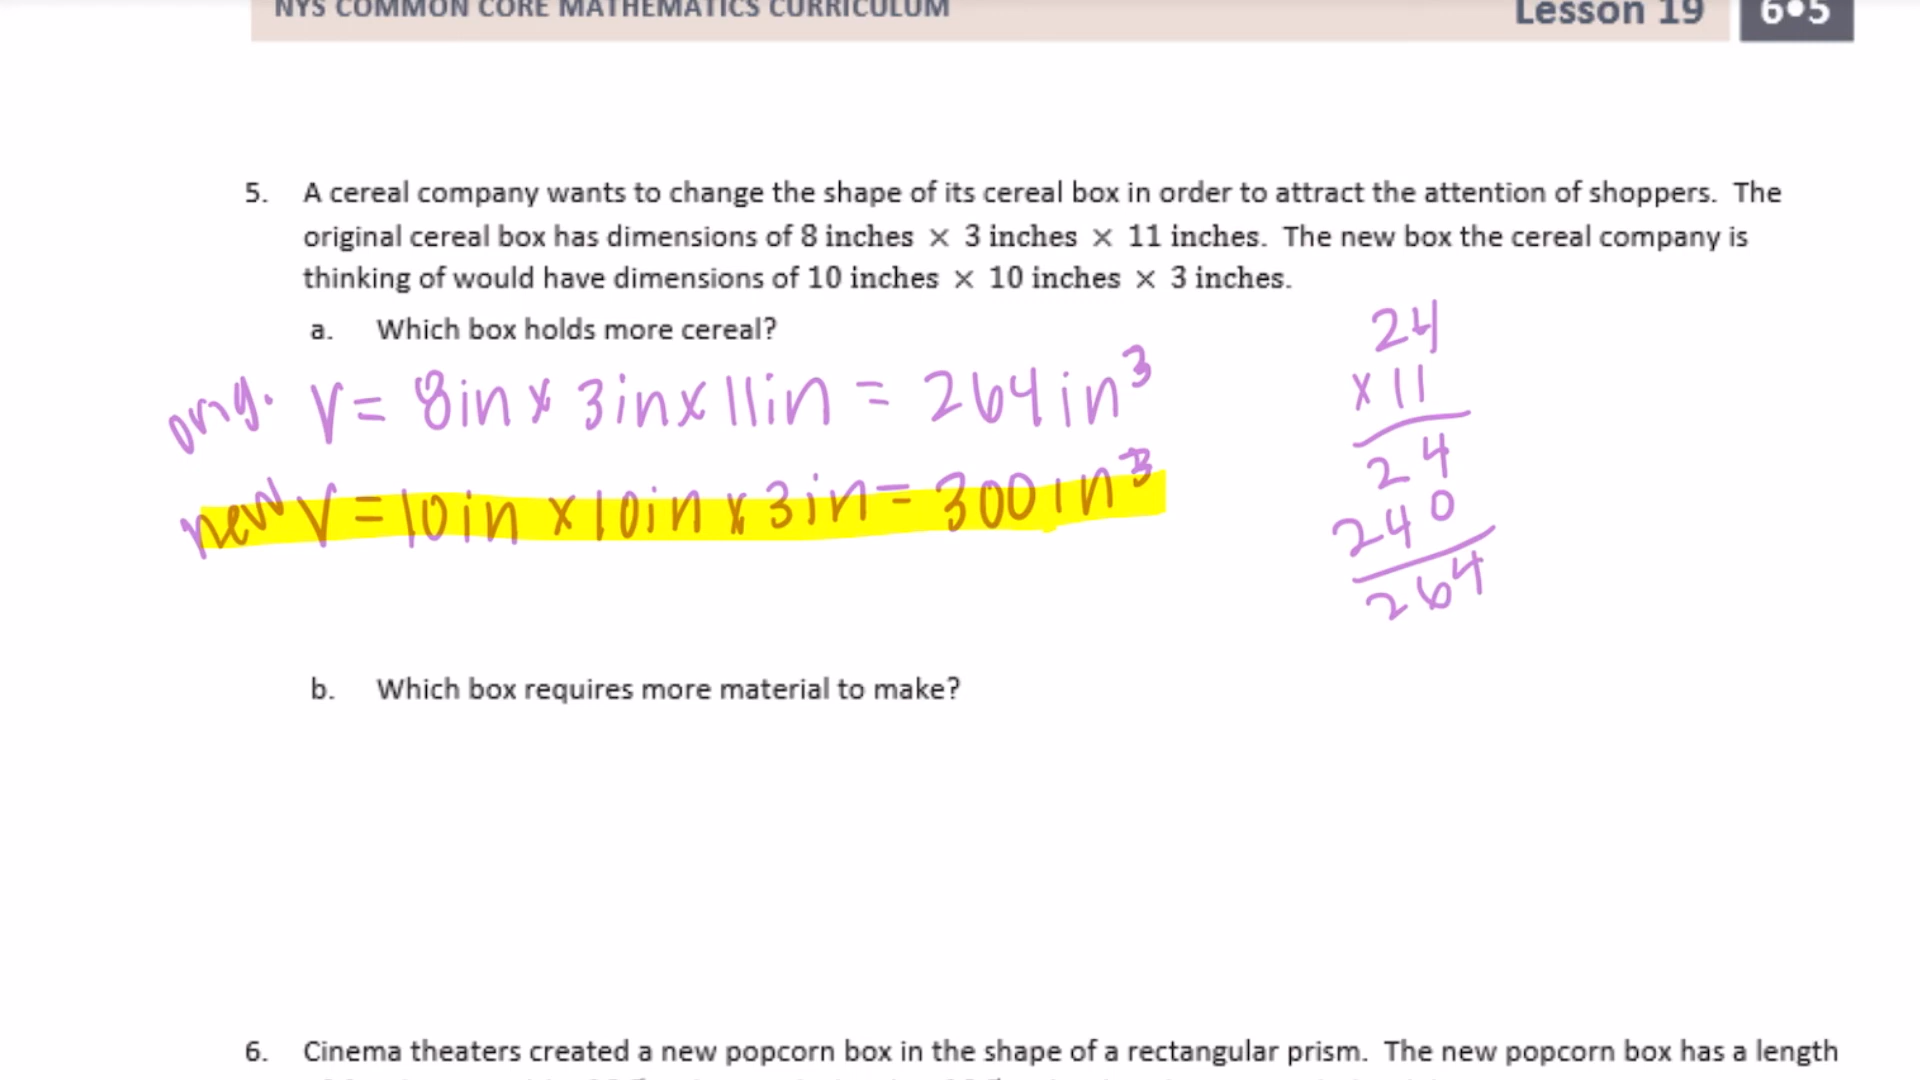 NYS COMMON CORE MATHEMATICS CURRICULUM
Lesson 19
6•5
5. A cereal company wants to change the shape of its cereal box in order to attract the attention of shoppers. The
original cereal box has dimensions of 8 inches × 3 inches × 11 inches. The new box the cereal company is
thinking of would have dimensions of 10 inches × 10 inches × 3 inches.
a. Which box holds more cereal?
orig. V = 8in x 3in x 11in = 264in³
new V = 10in x 10in x 3in = 300in³
24
x 11
24
240
264
b. Which box requires more material to make?
6. Cinema theaters created a new popcorn box in the shape of a rectangular prism. The new popcorn box has a length